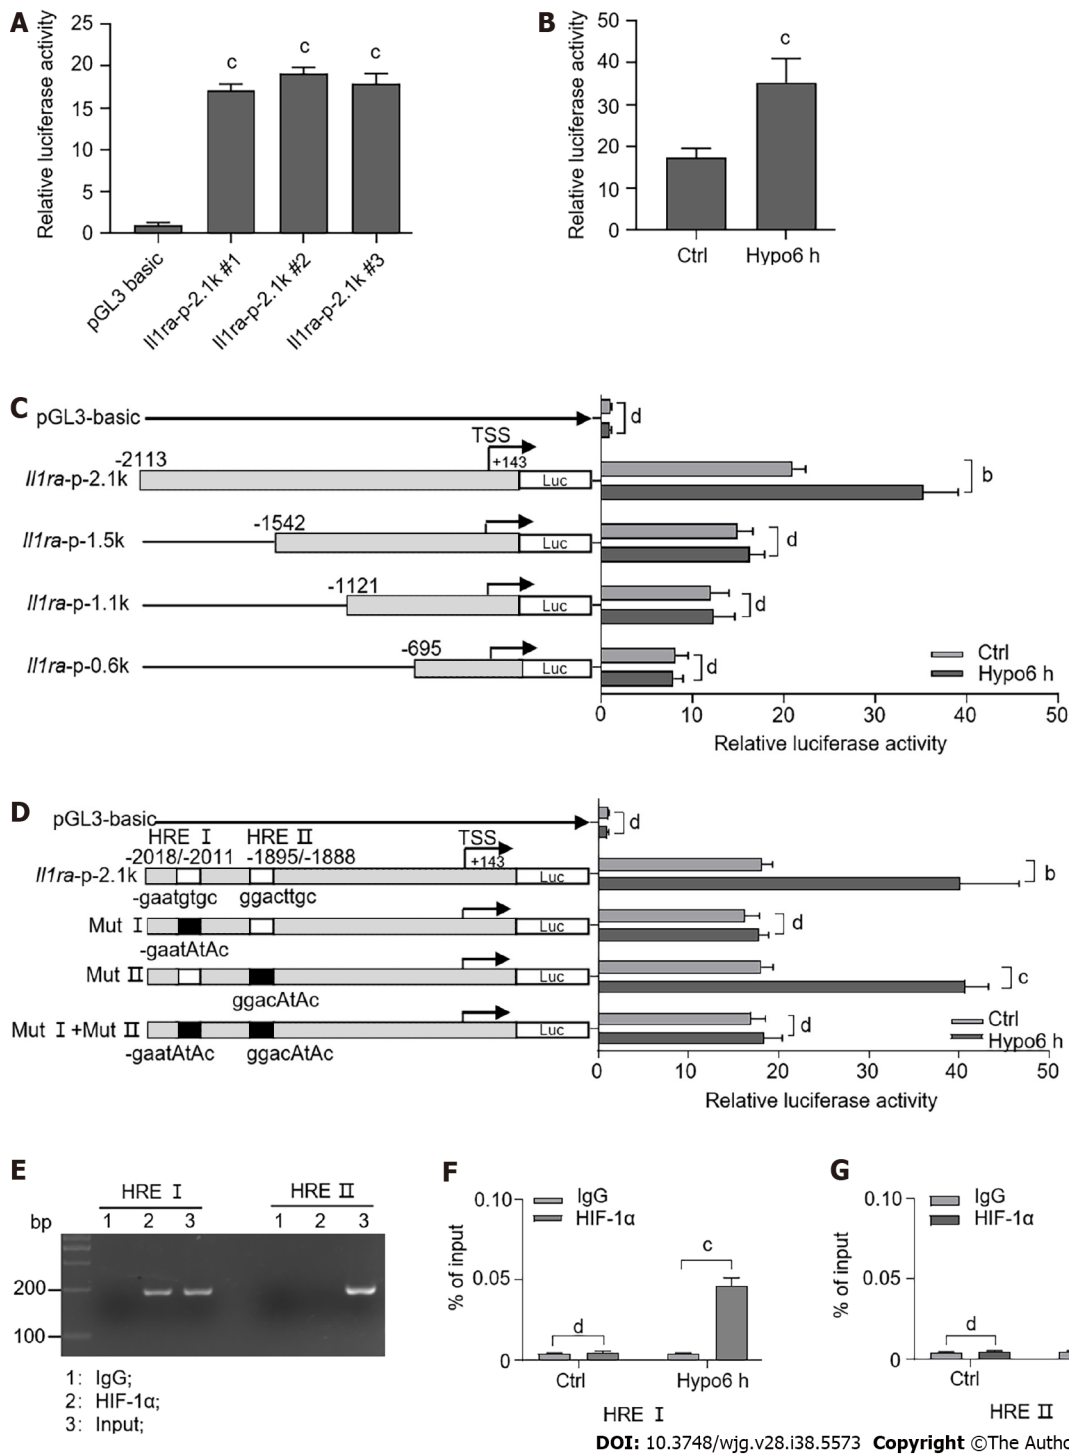 A
Relative luciferase activity
25
20
15
10
5
0
c
c
c
pGL3 basic
Il1ra-p-2.1k #1
Il1ra-p-2.1k #2
Il1ra-p-2.1k #3
B
Relative luciferase activity
50
40
30
20
10
0
c
Ctrl
Hypo6 h
C
pGL3-basic
d
TSS
-2113
+143
Il1ra-p-2.1k
Luc
b
-1542
Il1ra-p-1.5k
Luc
d
-1121
Il1ra-p-1.1k
Luc
d
-695
Il1ra-p-0.6k
Luc
d
Ctrl
Hypo6 h
0 10 20 30 40 50
Relative luciferase activity
D
pGL3-basic
d
HRE Ⅰ HRE Ⅱ TSS
-2018/-2011 -1895/-1888 +143
Il1ra-p-2.1k
Luc
b
-gaatgtgc ggacttgc
Mut Ⅰ
Luc
d
-gaatAtAc
Mut Ⅱ
Luc
c
ggacAtAc
Mut Ⅰ +Mut Ⅱ
Luc
d
-gaatAtAc ggacAtAc
Ctrl
Hypo6 h
0 10 20 30 40 50
Relative luciferase activity
E
HRE Ⅰ HRE Ⅱ
bp 1 2 3 1 2 3
200
100
1: IgG;
2: HIF-1α;
3: Input;
F
% of input
0.10
0.05
0
IgG
HIF-1α
d
c
Ctrl Hypo6 h
HRE Ⅰ
G
% of input
0.10
0.05
0
IgG
HIF-1α
d
Ctrl
HRE Ⅱ
DOI: 10.3748/wjg.v28.i38.5573 Copyright ©The Autho